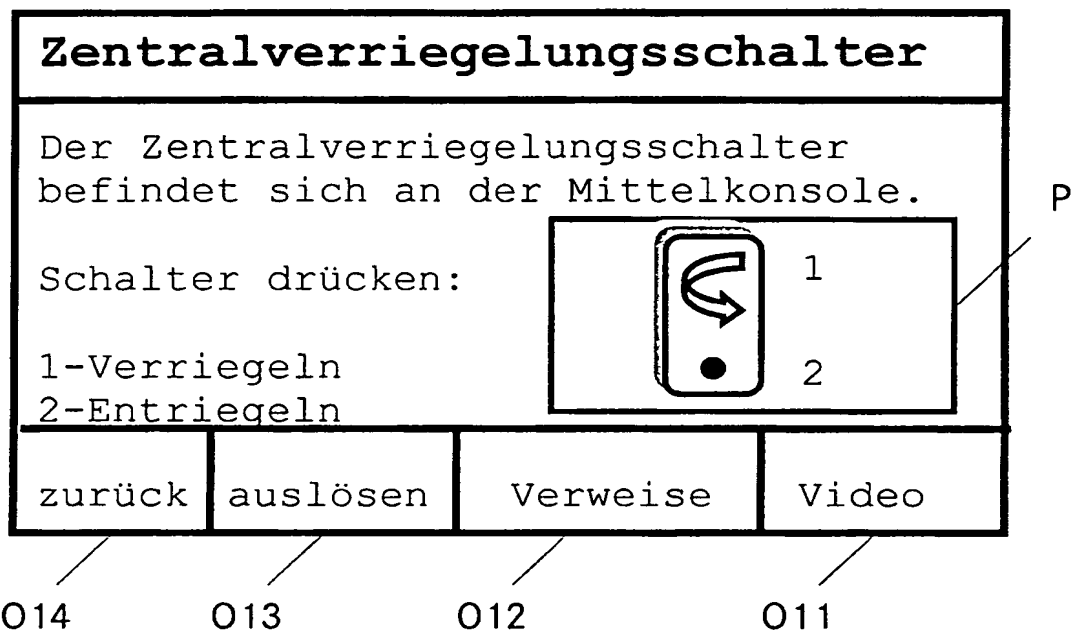 Zentralverriegelungsschalter
Der Zentralverriegelungsschalter
befindet sich an der Mittelkonsole.
P
Schalter drücken:
1
1-Verriegeln
2-Entriegeln
2
zurück auslösen Verweise Video
O14 O13 O12 O11